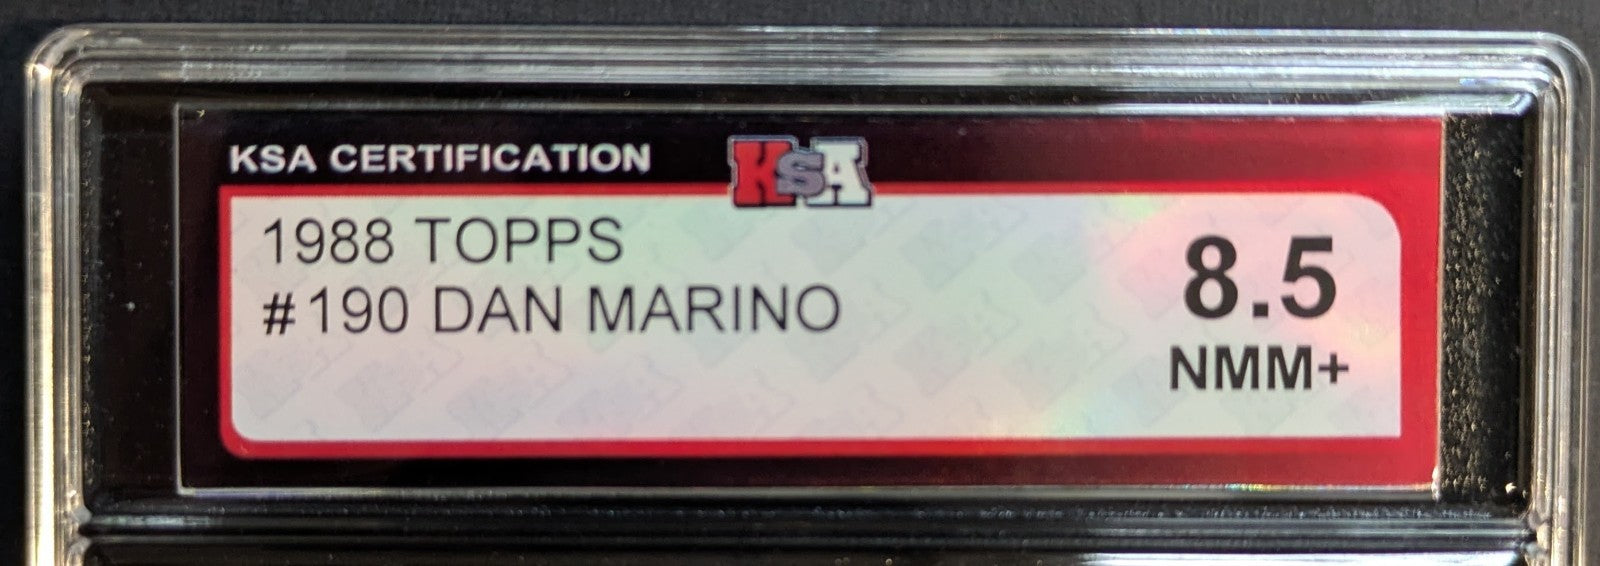 KSA CERTIFICATION
KSA
1988 TOPPS
#190 DAN MARINO
8.5
NMM+